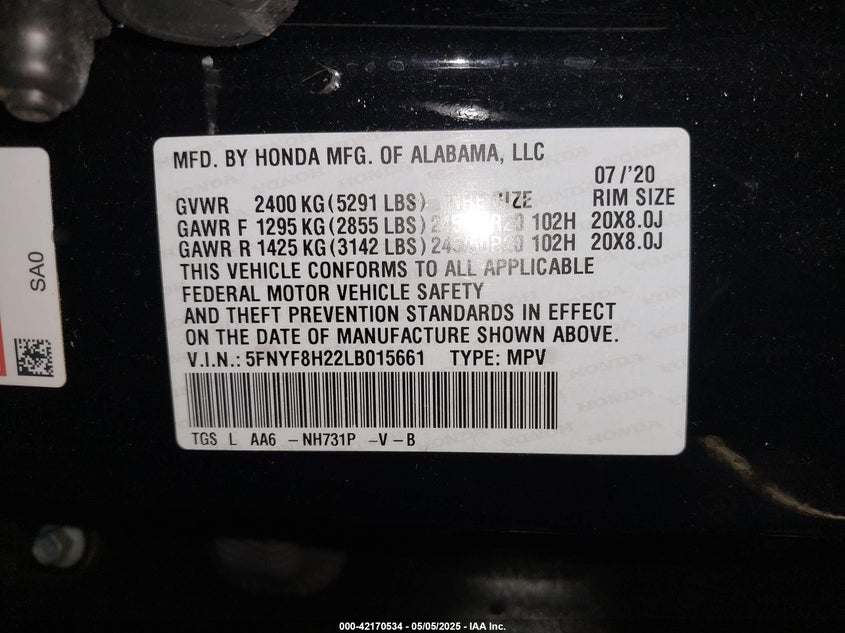 MFD. BY HONDA MFG. OF ALABAMA, LLC
07/'20
GVWR 2400 KG (5291 LBS) SIZE RIM SIZE
GAWR F 1295 KG (2855 LBS) 102H 20X8.0J
GAWR R 1425 KG (3142 LBS) 102H 20X8.0J
THIS VEHICLE CONFORMS TO ALL APPLICABLE
FEDERAL MOTOR VEHICLE SAFETY
AND THEFT PREVENTION STANDARDS IN EFFECT
ON THE DATE OF MANUFACTURE SHOWN ABOVE.
V.I.N.: 5FNYF8H22LB015661 TYPE: MPV
TGS L AA6 -NH731P -V -B
SA0
000-42170534 - 05/05/2025 - IAA Inc.